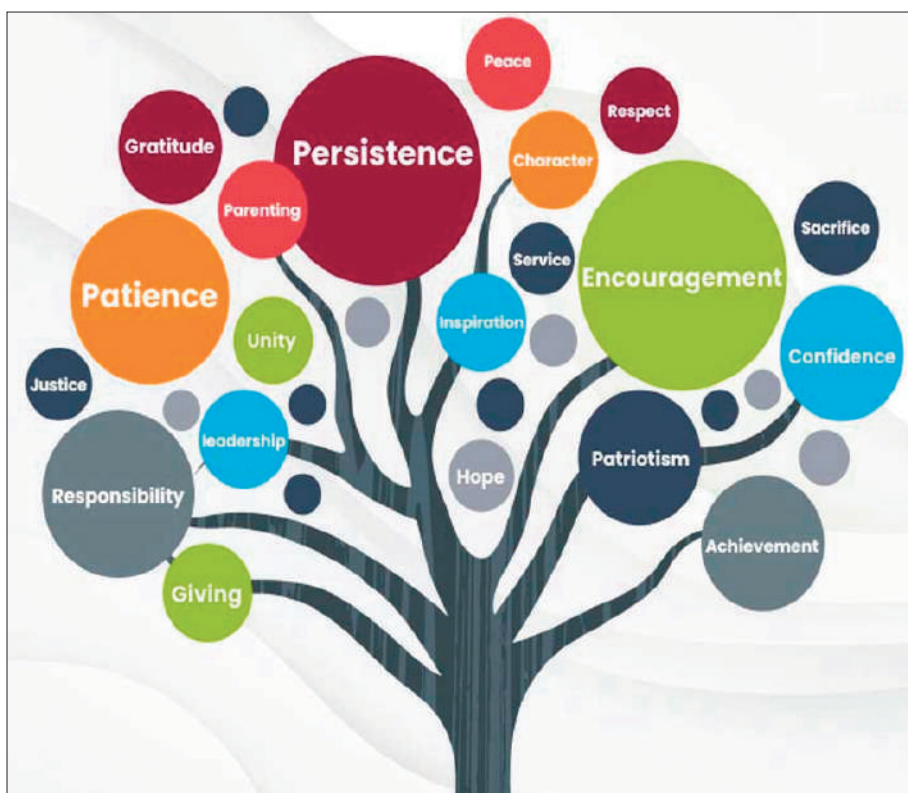 Peace
Respect
Gratitude
Persistence
Character
Parenting
Sacrifice
Service
Encouragement
Patience
Inspiration
Unity
Confidence
Justice
leadership
Patriotism
Hope
Responsibility
Achievement
Giving